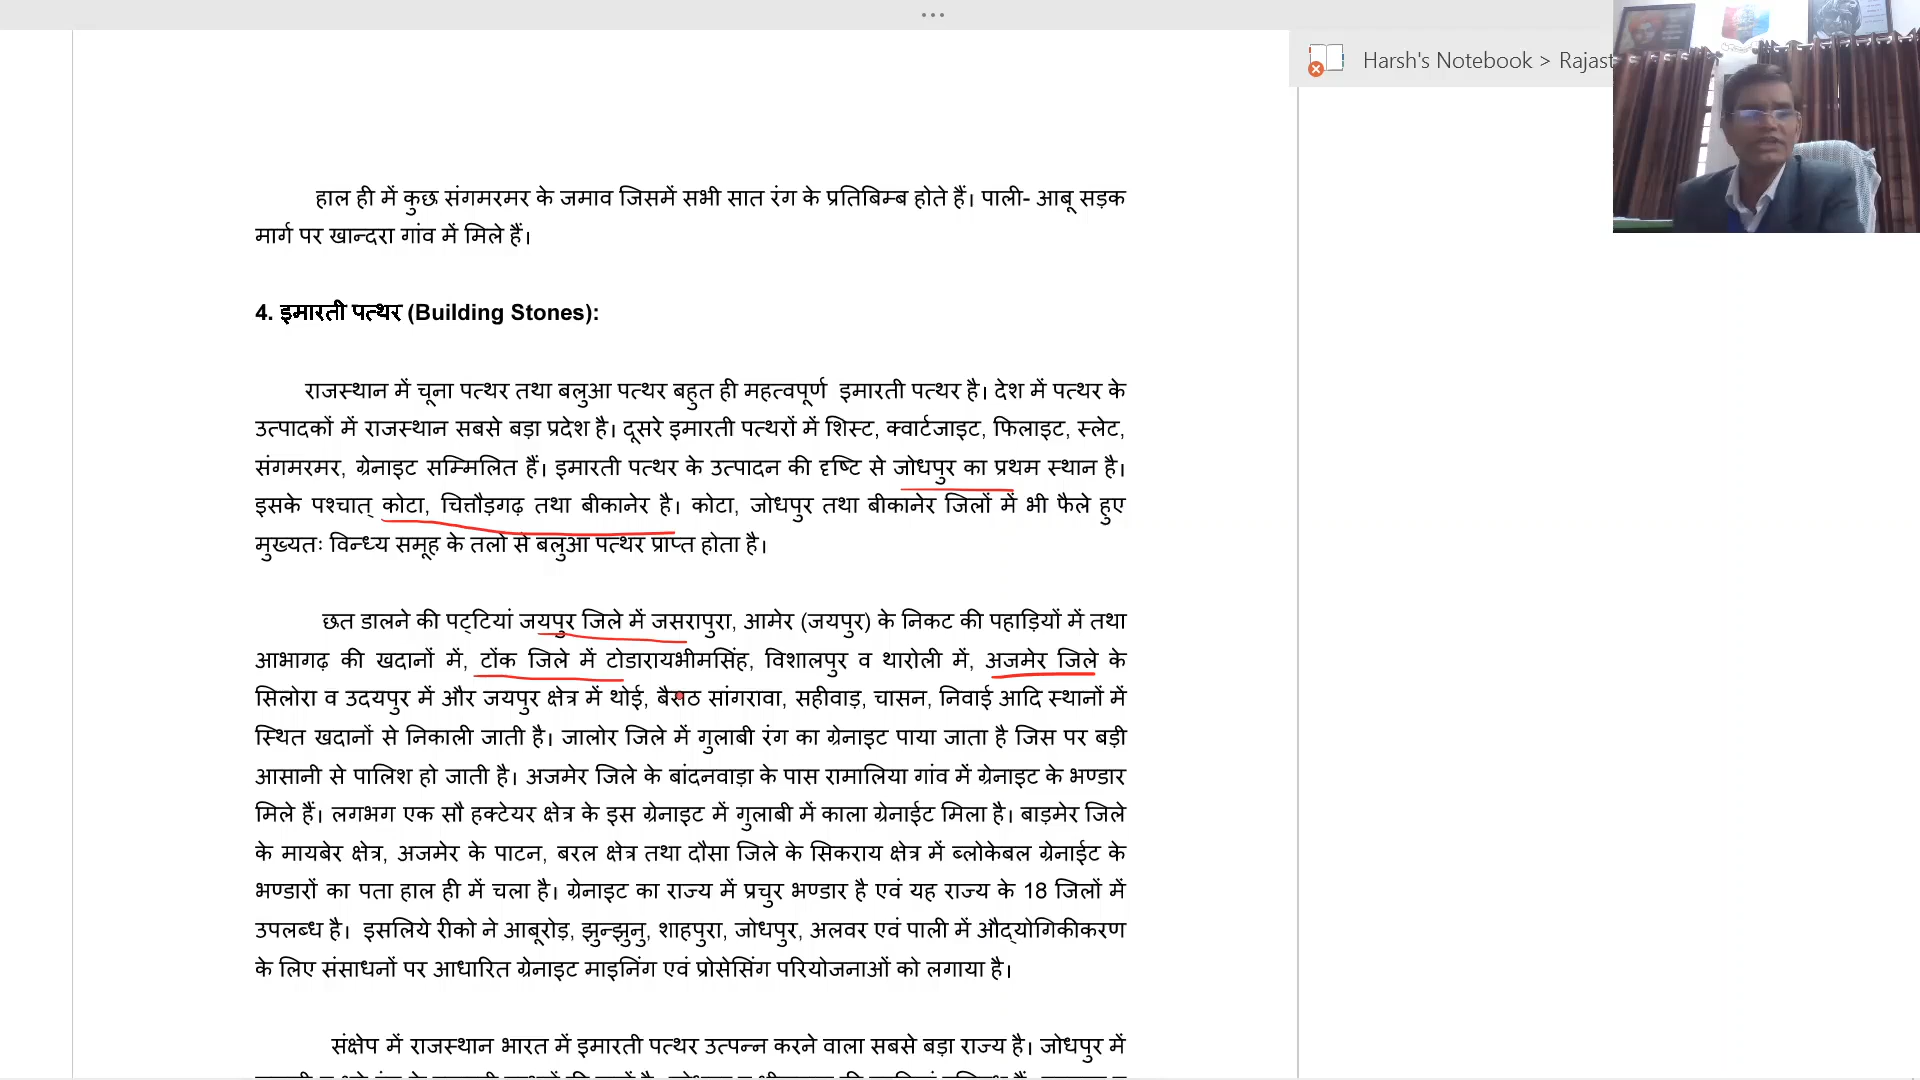 Harsh's Notebook > Rajast
हाल ही में कुछ संगमरमर के जमाव जिसमें सभी सात रंग के प्रतिबिम्ब होते हैं। पाली- आबू सड़क
मार्ग पर खान्दरा गांव में मिले हैं।
4. इमारती पत्थर (Building Stones):
राजस्थान में चूना पत्थर तथा बलुआ पत्थर बहुत ही महत्वपूर्ण इमारती पत्थर है। देश में पत्थर के
उत्पादकों में राजस्थान सबसे बड़ा प्रदेश है। दूसरे इमारती पत्थरों में शिस्ट, क्वार्टजाइट, फिलाइट, स्लेट,
संगमरमर, ग्रेनाइट सम्मिलित हैं। इमारती पत्थर के उत्पादन की दृष्टि से जोधपुर का प्रथम स्थान है।
इसके पश्चात् कोटा, चित्तौड़गढ़ तथा बीकानेर है। कोटा, जोधपुर तथा बीकानेर जिलों में भी फैले हुए
मुख्यतः विन्ध्य समूह के तलो से बलुआ पत्थर प्राप्त होता है।
छत डालने की पट्टियां जयपुर जिले में जसरापुरा, आमेर (जयपुर) के निकट की पहाड़ियों में तथा
आभागढ़ की खदानों में, टोंक जिले में टोडारायभीमसिंह, विशालपुर व थारोली में, अजमेर जिले के
सिलोरा व उदयपुर में और जयपुर क्षेत्र में थोई, बैसठ सांगरावा, सहीवाड़, चासन, निवाई आदि स्थानों में
स्थित खदानों से निकाली जाती है। जालोर जिले में गुलाबी रंग का ग्रेनाइट पाया जाता है जिस पर बड़ी
आसानी से पालिश हो जाती है। अजमेर जिले के बांदनवाड़ा के पास रामालिया गांव में ग्रेनाइट के भण्डार
मिले हैं। लगभग एक सौ हक्टेयर क्षेत्र के इस ग्रेनाइट में गुलाबी में काला ग्रेनाईट मिला है। बाड़मेर जिले
के मायबेर क्षेत्र, अजमेर के पाटन, बरल क्षेत्र तथा दौसा जिले के सिकराय क्षेत्र में ब्लोकेबल ग्रेनाईट के
भण्डारों का पता हाल ही में चला है। ग्रेनाइट का राज्य में प्रचुर भण्डार है एवं यह राज्य के 18 जिलों में
उपलब्ध है। इसलिये रीको ने आबूरोड़, झुन्झुनु, शाहपुरा, जोधपुर, अलवर एवं पाली में औद्योगिकीकरण
के लिए संसाधनों पर आधारित ग्रेनाइट माइनिंग एवं प्रोसेसिंग परियोजनाओं को लगाया है।
संक्षेप में राजस्थान भारत में इमारती पत्थर उत्पन्न करने वाला सबसे बड़ा राज्य है। जोधपुर में